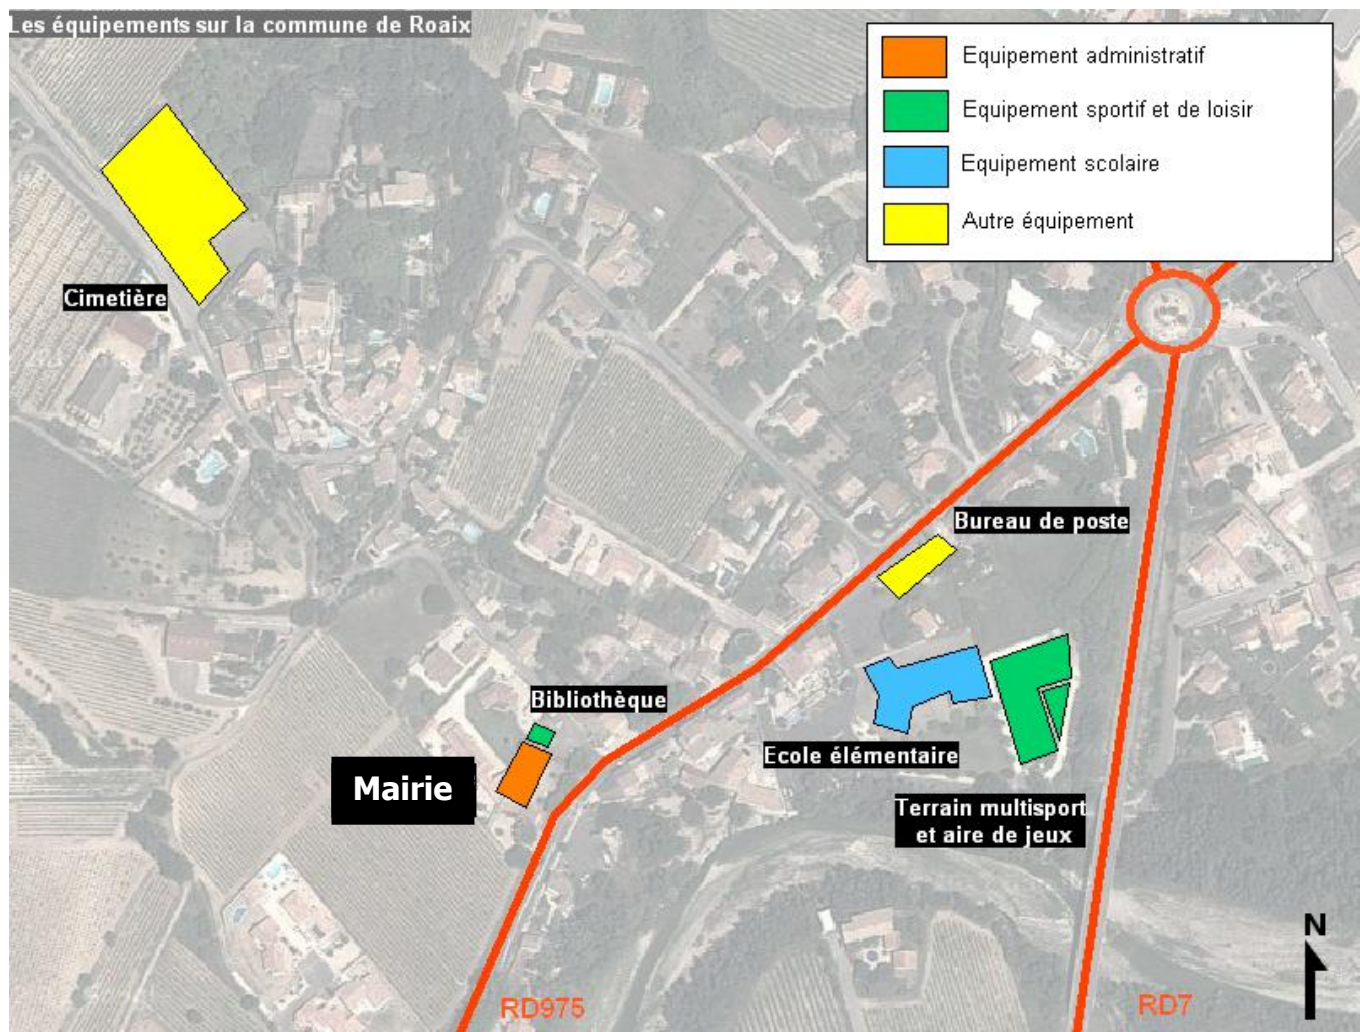 Les équipements sur la commune de Roaix
Equipement administratif
Equipement sportif et de loisir
Equipement scolaire
Autre équipement
Cimetière
Bureau de poste
Bibliothèque
Mairie
Ecole élémentaire
Terrain multisport
et aire de jeux
N
RD975
RD7